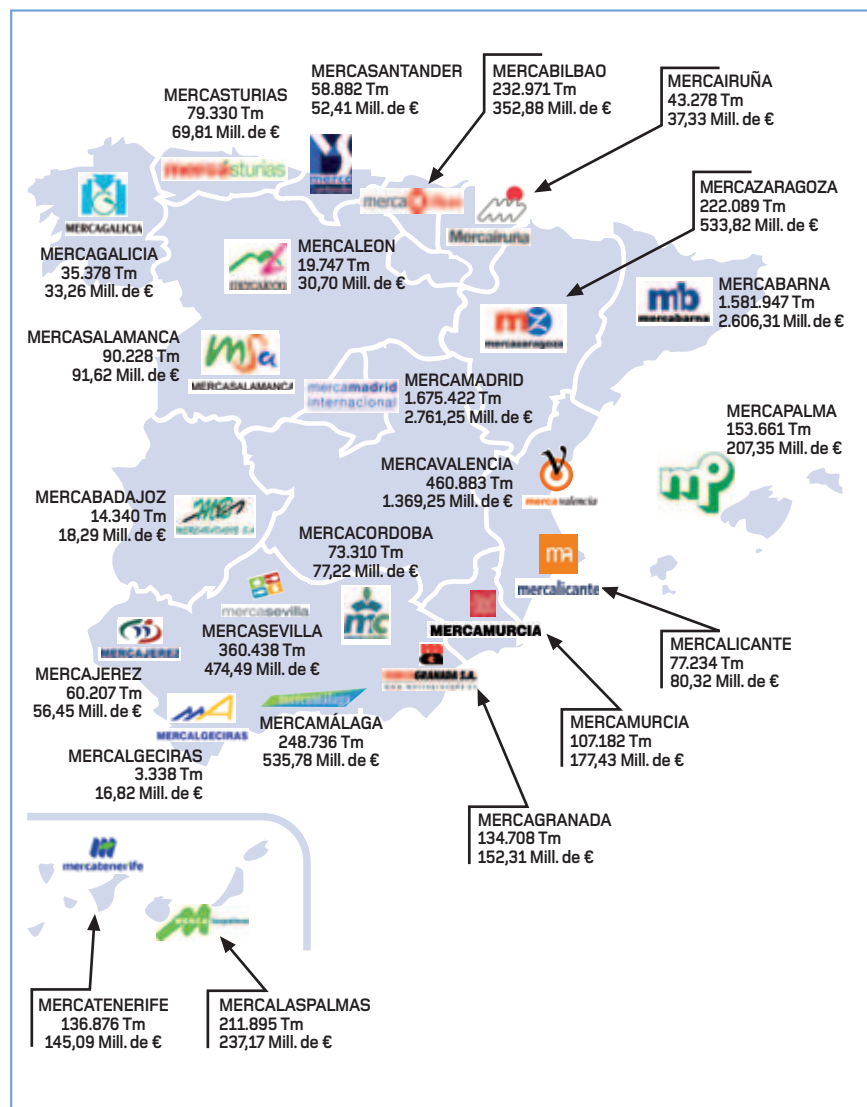 MERCASTURIAS
79.330 Tm
69,81 Mill. de €
mercasturias
MERCASANTANDER
58.882 Tm
52,41 Mill. de €
MERCABILBAO
232.971 Tm
352,88 Mill. de €
MERCAIRUÑA
43.278 Tm
37,33 Mill. de €
Mercairuña
MERCAGALICIA
MERCAGALICIA
35.378 Tm
33,26 Mill. de €
MERCALEON
19.747 Tm
30,70 Mill. de €
mercaleon
MERCAZARAGOZA
222.089 Tm
533,82 Mill. de €
mz
mercazaragoza
mb
mercabarna
MERCABARNA
1.581.947 Tm
2.606,31 Mill. de €
MERCASALAMANCA
90.228 Tm
91,62 Mill. de €
MSa
MERCASALAMANCA
mercamadrid
internacional
MERCAMADRID
1.675.422 Tm
2.761,25 Mill. de €
MERCAPALMA
153.661 Tm
207,35 Mill. de €
mp
MERCAVALENCIA
460.883 Tm
1.369,25 Mill. de €
mercavalencia
MERCABADAJOZ
14.340 Tm
18,29 Mill. de €
MERCACORDOBA
73.310 Tm
77,22 Mill. de €
mc
mercasevilla
MERCASEVILLA
360.438 Tm
474,49 Mill. de €
mA
mercalicante
MERCALICANTE
77.234 Tm
80,32 Mill. de €
MERCAMURCIA
MERCAMURCIA
107.182 Tm
177,43 Mill. de €
MERCAJEREZ
MERCAJEREZ
60.207 Tm
56,45 Mill. de €
MERCALGECIRAS
MERCALGECIRAS
3.338 Tm
16,82 Mill. de €
mercamálaga
MERCAMÁLAGA
248.736 Tm
535,78 Mill. de €
GRANADA S.A.
MERCAGRANADA
134.708 Tm
152,31 Mill. de €
mercatenerife
MERCATENERIFE
136.876 Tm
145,09 Mill. de €
MERCALASPALMAS
211.895 Tm
237,17 Mill. de €